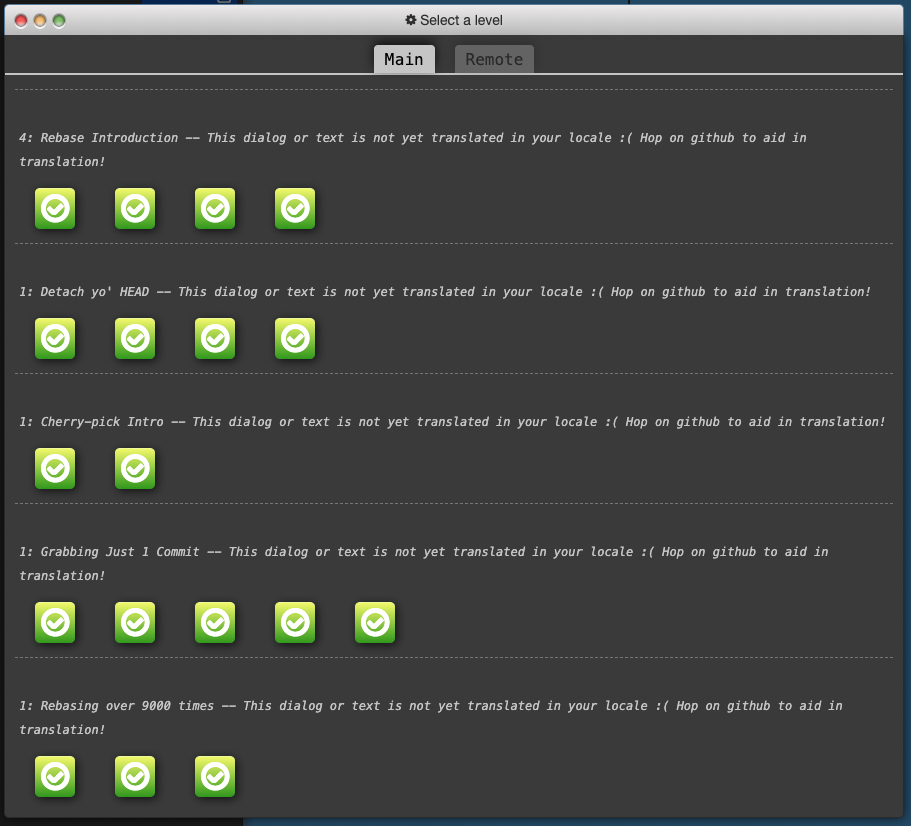 Select a level
Main
Remote
4: Rebase Introduction -- This dialog or text is not yet translated in your locale :( Hop on github to aid in
translation!
1: Detach yo' HEAD -- This dialog or text is not yet translated in your locale :( Hop on github to aid in translation!
1: Cherry-pick Intro -- This dialog or text is not yet translated in your locale :( Hop on github to aid in translation!
1: Grabbing Just 1 Commit -- This dialog or text is not yet translated in your locale :( Hop on github to aid in
translation!
1: Rebasing over 9000 times -- This dialog or text is not yet translated in your locale :( Hop on github to aid in
translation!